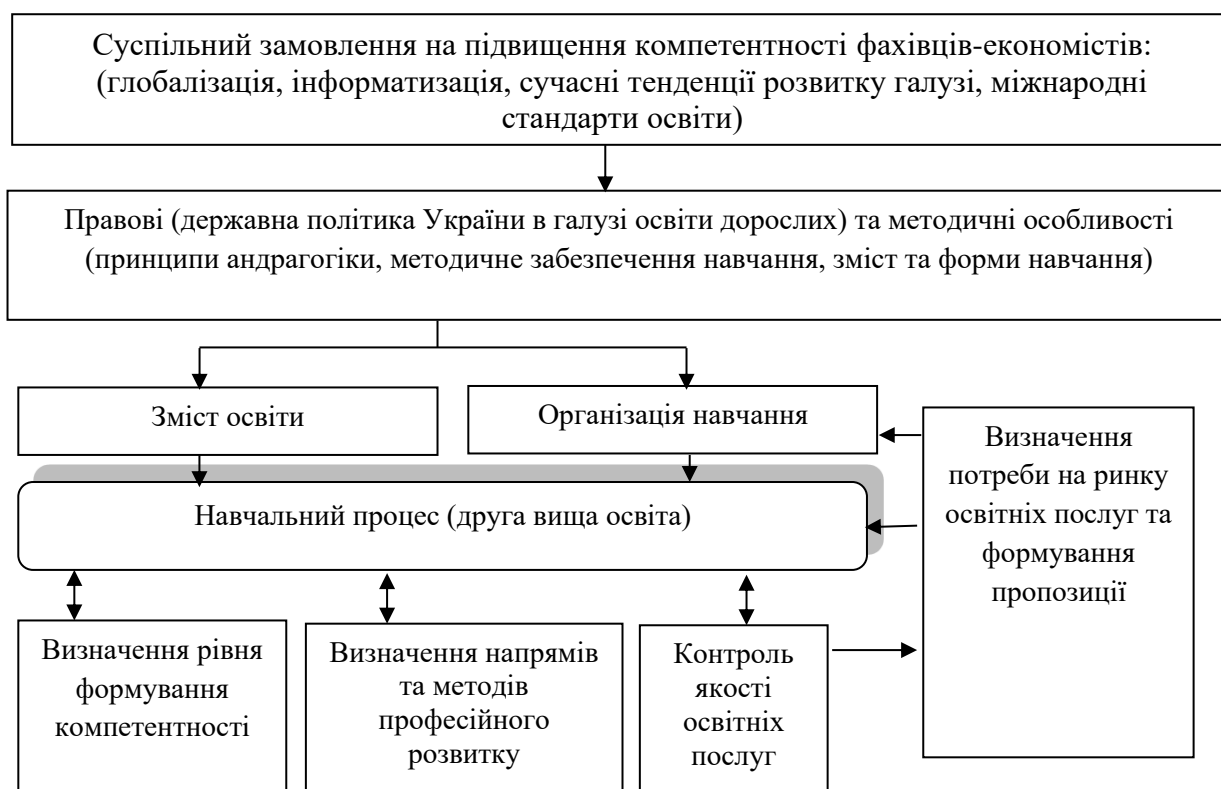 Суспільний замовлення на підвищення компетентності фахівців-економістів:
(глобалізація, інформатизація, сучасні тенденції розвитку галузі, міжнародні
стандарти освіти)
Правові (державна політика України в галузі освіти дорослих) та методичні особливості
(принципи андрагогіки, методичне забезпечення навчання, зміст та форми навчання)
Зміст освіти
Організація навчання
Визначення
потреби на ринку
освітніх послуг та
формування
пропозиції
Навчальний процес (друга вища освіта)
Визначення рівня
формування
компетентності
Визначення напрямів
та методів
професійного
розвитку
Контроль
якості
освітніх
послуг